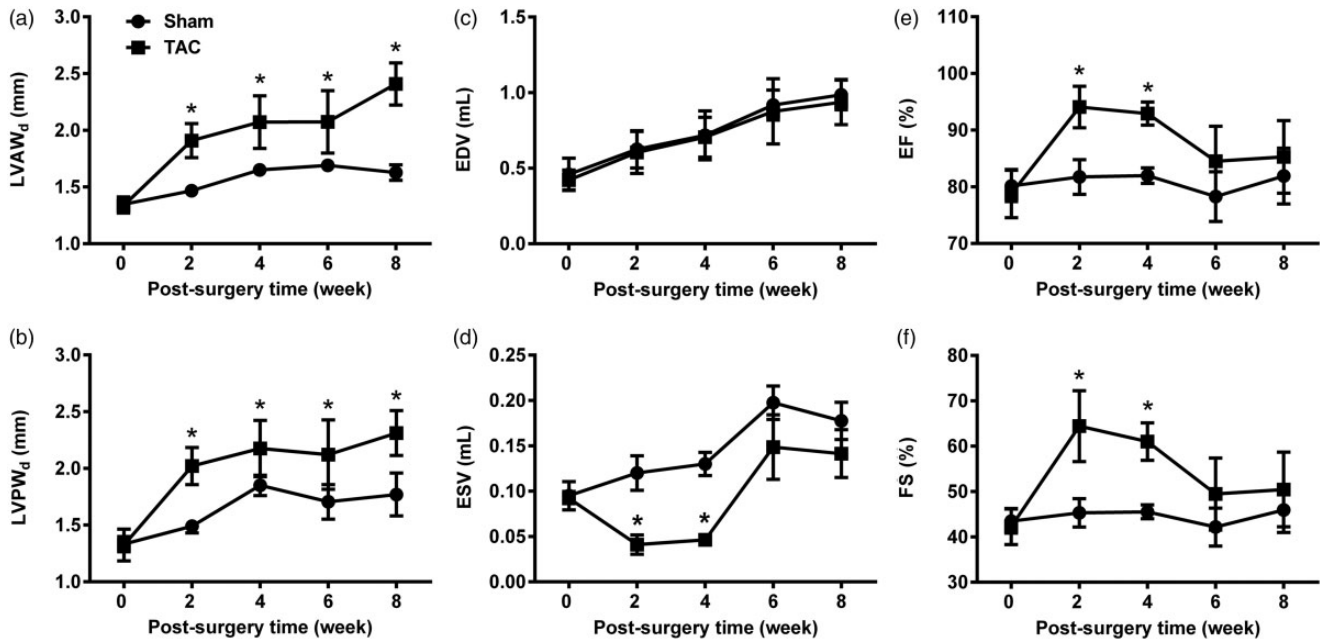 (a)
3.0
2.5
2.0
1.5
1.0
LVAWd (mm)
Sham
TAC
*
*
*
*
0 2 4 6 8
Post-surgery time (week)
(c)
1.5
1.0
0.5
0.0
EDV (mL)
0 2 4 6 8
Post-surgery time (week)
(e)
110
100
90
80
70
EF (%)
*
*
0 2 4 6 8
Post-surgery time (week)
(b)
3.0
2.5
2.0
1.5
1.0
LVPWd (mm)
*
*
*
*
0 2 4 6 8
Post-surgery time (week)
(d)
0.25
0.20
0.15
0.10
0.05
0.00
ESV (mL)
*
*
0 2 4 6 8
Post-surgery time (week)
(f)
80
70
60
50
40
30
FS (%)
*
*
0 2 4 6 8
Post-surgery time (week)